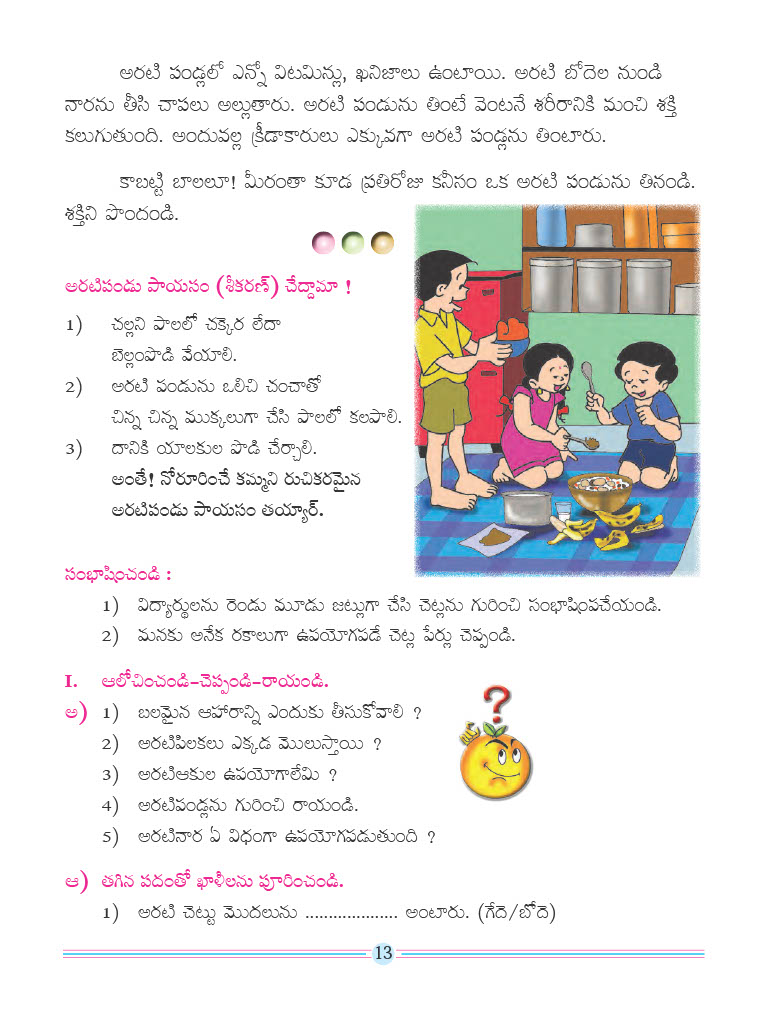 అరటి పండ్లలో ఎన్నో విటమిన్లు, ఖనిజాలు ఉంటాయి. అరటి బోదెల నుండి
నారను తీసి చాపలు అల్లుతారు. అరటి పండును తింటే వెంటనే శరీరానికి మంచి శక్తి
కలుగుతుంది. అందువల్ల క్రీడాకారులు ఎక్కువగా అరటి పండ్లను తింటారు.
కాబట్టి బాలలూ! మీరంతా కూడ ప్రతిరోజు కనీసం ఒక అరటి పండును తినండి.
శక్తిని పొందండి.
అరటిపండు పాయసం (శీకరణ్) చేద్దామా !
1) చల్లని పాలలో చక్కెర లేదా
బెల్లంపొడి వేయాలి.
2) అరటి పండును ఒలిచి చంచాతో
చిన్న చిన్న ముక్కలుగా చేసి పాలలో కలపాలి.
3) దానికి యాలకుల పొడి చేర్చాలి.
అంతే! నోరూరించే కమ్మని రుచికరమైన
అరటిపండు పాయసం తయ్యార్.
సంభాషించండి :
1) విద్యార్థులను రెండు మూడు జట్లుగా చేసి చెట్లను గురించి సంభాషింపచేయండి.
2) మనకు అనేక రకాలుగా ఉపయోగపడే చెట్ల పేర్లు చెప్పండి.
I. ఆలోచించండి-చెప్పండి-రాయండి.
అ) 1) బలమైన ఆహారాన్ని ఎందుకు తీసుకోవాలి ?
2) అరటిపిలకలు ఎక్కడ మొలుస్తాయి ?
3) అరటిఆకుల ఉపయోగాలేమి ?
4) అరటిపండ్లను గురించి రాయండి.
5) అరటినార ఏ విధంగా ఉపయోగపడుతుంది ?
ఆ) తగిన పదంతో ఖాళీలను పూరించండి.
1) అరటి చెట్టు మొదలును .................... అంటారు. (గేదె/బోదె)
13